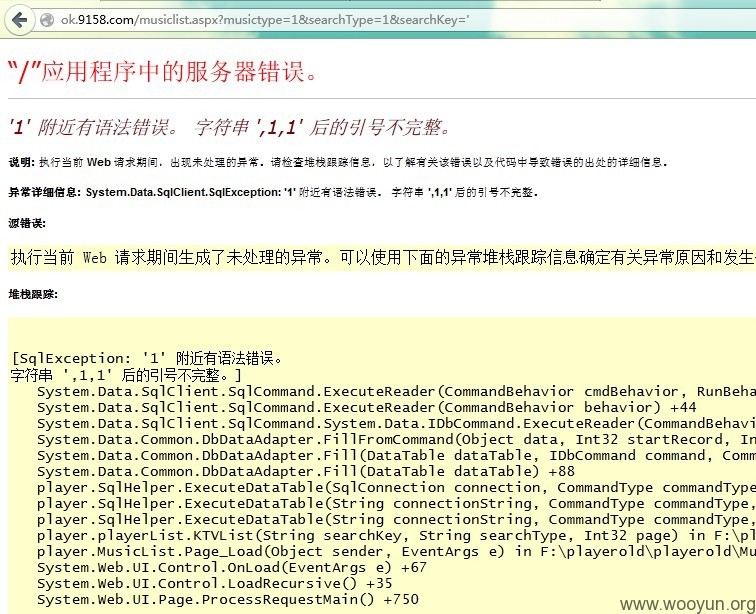 ok.9158.com/musiclist.aspx?musictype=1&searchType=1&searchKey='
“/”应用程序中的服务器错误。
'1' 附近有语法错误。 字符串 ',1,1' 后的引号不完整。
说明: 执行当前 Web 请求期间，出现未处理的异常。请检查堆栈跟踪信息，以了解有关该错误以及代码中导致错误的出处的详细信息。
异常详细信息: System.Data.SqlClient.SqlException: '1' 附近有语法错误。 字符串 ',1,1' 后的引号不完整。
源错误:
执行当前 Web 请求期间生成了未处理的异常。可以使用下面的异常堆栈跟踪信息确定有关异常原因和发生
堆栈跟踪:
[SqlException: '1' 附近有语法错误。
字符串 ',1,1' 后的引号不完整。]
System.Data.SqlClient.SqlCommand.ExecuteReader(CommandBehavior cmdBehavior, RunBeha
System.Data.SqlClient.SqlCommand.ExecuteReader(CommandBehavior behavior) +44
System.Data.SqlClient.SqlCommand.System.Data.IDbCommand.ExecuteReader(CommandBehavi
System.Data.Common.DbDataAdapter.FillFromCommand(Object data, Int32 startRecord, In
System.Data.Common.DbDataAdapter.Fill(DataTable dataTable, IDbCommand command, Comm
System.Data.Common.DbDataAdapter.Fill(DataTable dataTable) +88
player.SqlHelper.ExecuteDataTable(SqlConnection connection, CommandType commandType
player.SqlHelper.ExecuteDataTable(String connectionString, CommandType commandType,
player.SqlHelper.ExecuteDataTable(String connectionString, CommandType commandType,
player.playerList.KTVList(String searchKey, String searchType, Int32 page) in F:\pl
player.MusicList.Page_Load(Object sender, EventArgs e) in F:\playerold\playerold\Mu
System.Web.UI.Control.OnLoad(EventArgs e) +67
System.Web.UI.Control.LoadRecursive() +35
System.Web.UI.Page.ProcessRequestMain() +750
www.wooyun.org